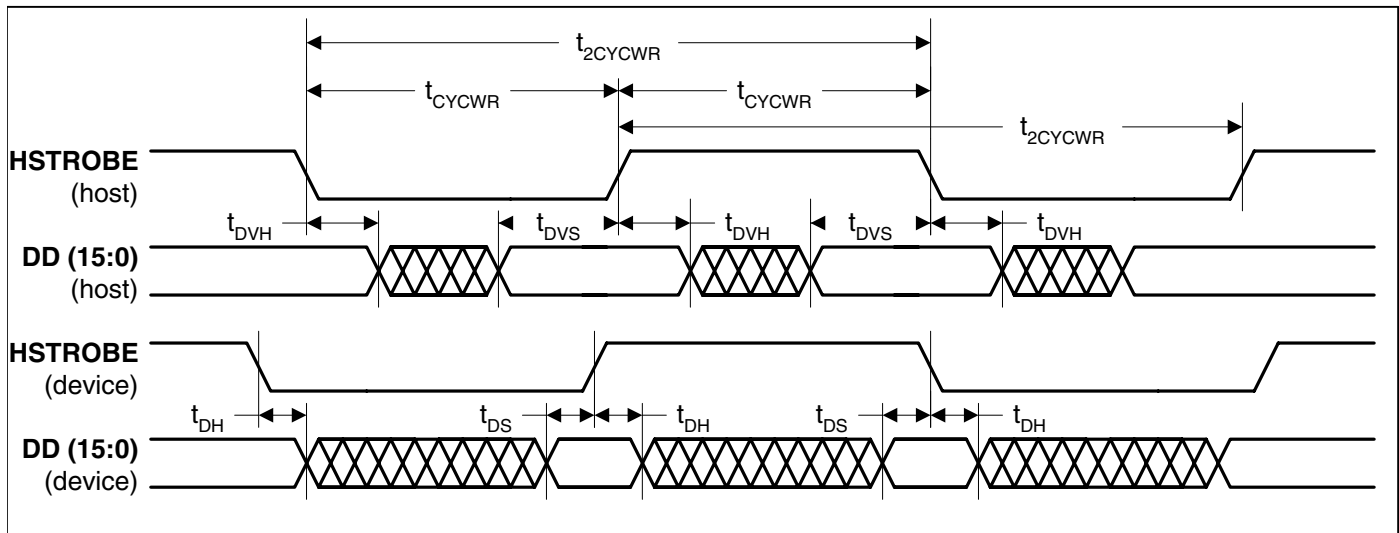 t2CYCWR
tCYCWR tCYCWR
t2CYCWR
HSTROBE
(host)
tDVH tDVS tDVH tDVS tDVH
DD (15:0)
(host)
HSTROBE
(device)
tDH tDS tDH tDS tDH
DD (15:0)
(device)